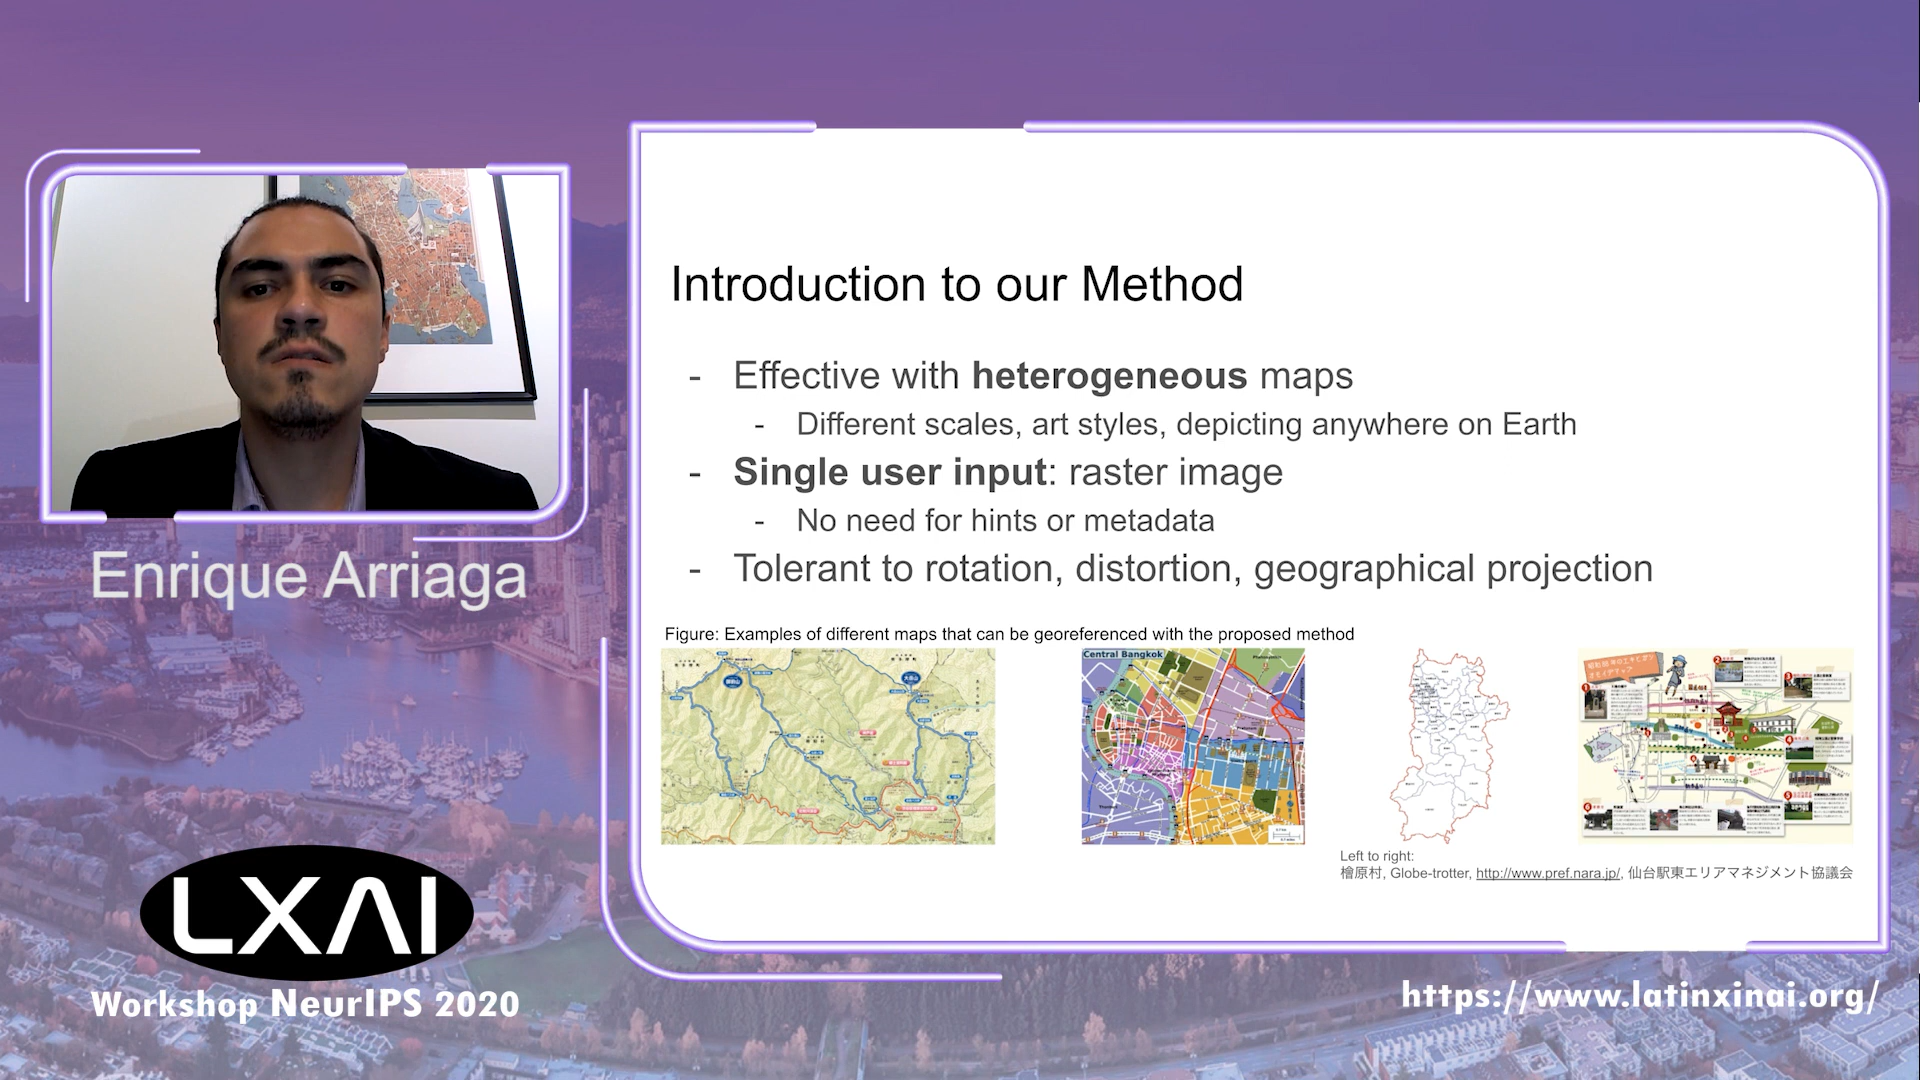 Introduction to our Method
- Effective with heterogeneous maps
- Different scales, art styles, depicting anywhere on Earth
- Single user input: raster image
- No need for hints or metadata
- Tolerant to rotation, distortion, geographical projection
Figure: Examples of different maps that can be georeferenced with the proposed method
Central Bangkok
Left to right:
檜原村, Globe-trotter, http://www.pref.nara.jp/, 仙台駅東エリアマネジメント協議会
Enrique Arriaga
LXAI
Workshop NeurIPS 2020
https://www.latinxinai.org/